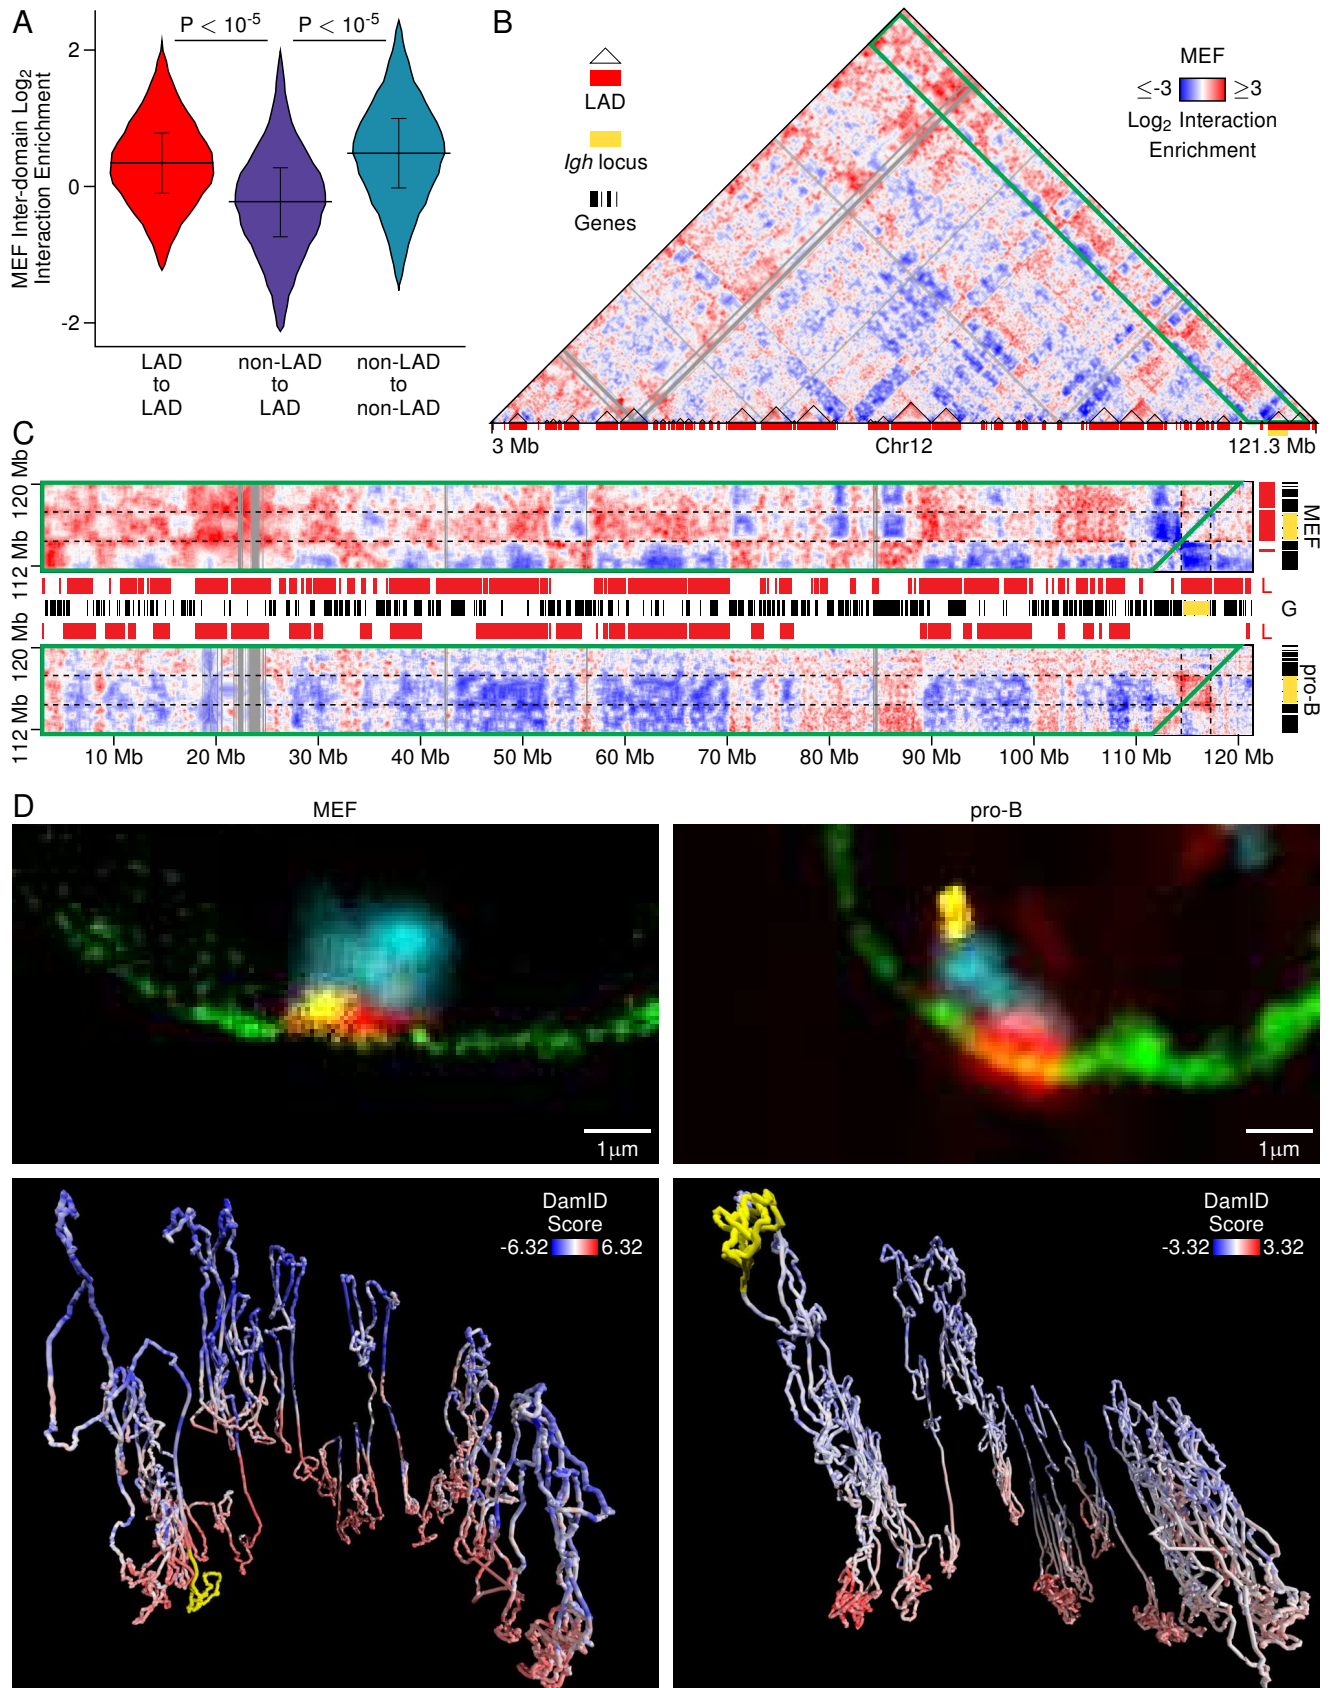 A
P < 10-5
P < 10-5
MEF Inter-domain Log2
Interaction Enrichment
2
0
-2
LAD
to
LAD
non-LAD
to
LAD
non-LAD
to
non-LAD
B
LAD
Igh locus
Genes
MEF
≤-3
≥3
Log2 Interaction
Enrichment
3 Mb
Chr12
121.3 Mb
C
120 Mb
112 Mb
MEF
L
G
L
120 Mb
112 Mb
pro-B
10 Mb
20 Mb
30 Mb
40 Mb
50 Mb
60 Mb
70 Mb
80 Mb
90 Mb
100 Mb
110 Mb
120 Mb
D
MEF
pro-B
1μm
1μm
DamID
Score
-6.32
6.32
DamID
Score
-3.32
3.32